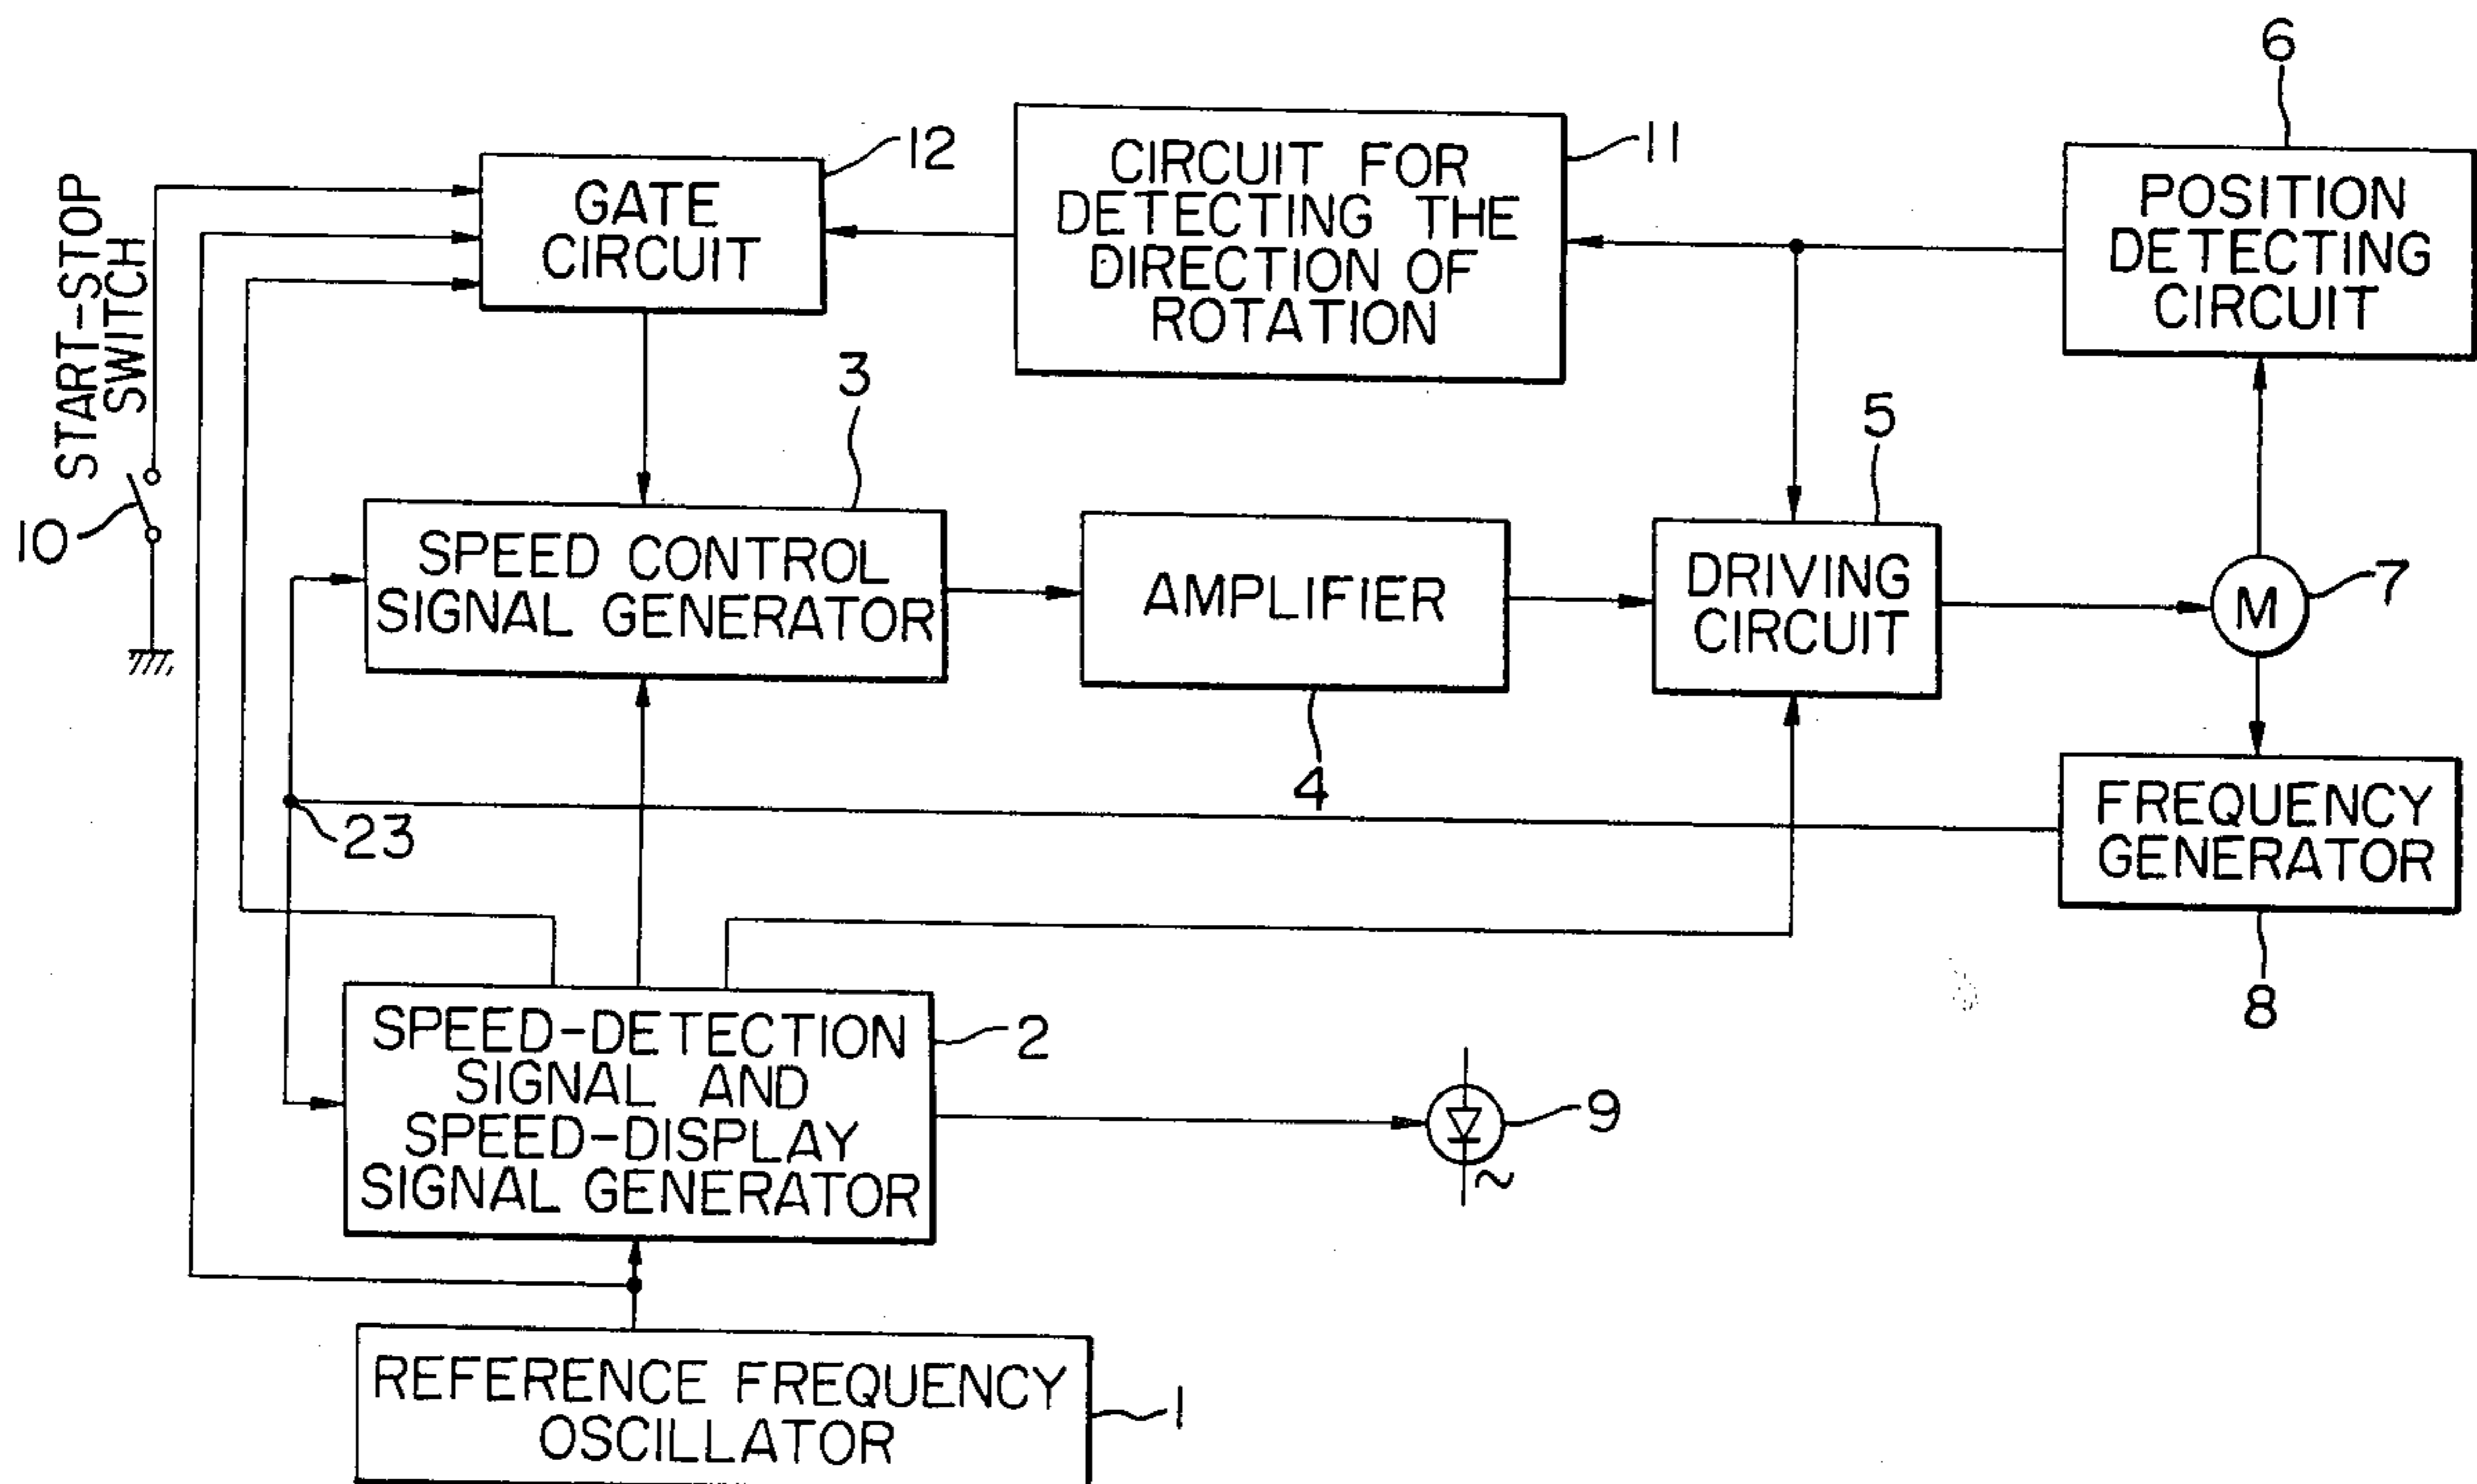 6
12
11
GATE
CIRCUIT
CIRCUIT FOR
DETECTING THE
DIRECTION OF
ROTATION
POSITION
DETECTING
CIRCUIT
START-STOP
SWITCH
10
3
5
SPEED CONTROL
SIGNAL GENERATOR
AMPLIFIER
DRIVING
CIRCUIT
M
7
4
23
FREQUENCY
GENERATOR
8
SPEED-DETECTION
SIGNAL AND
SPEED-DISPLAY
SIGNAL GENERATOR
2
9
~
REFERENCE FREQUENCY
OSCILLATOR
1